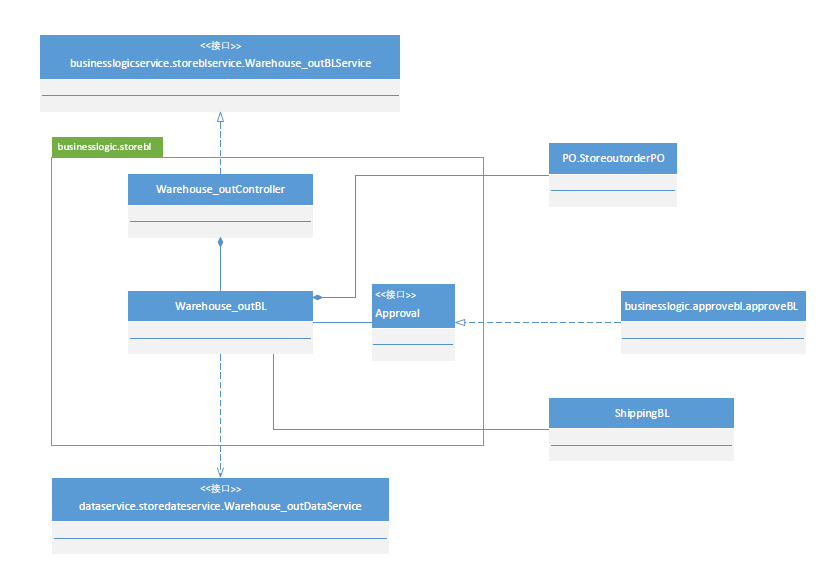 <<接口>>
businesslogicservice.storeblservice.Warehouse_outBLService
businesslogic.storebl
PO.StoreoutorderPO
Warehouse_outController
Warehouse_outBL
<<接口>>
Approval
businesslogic.approvebl.approveBL
ShippingBL
<<接口>>
dataservice.storedateservice.Warehouse_outDataService